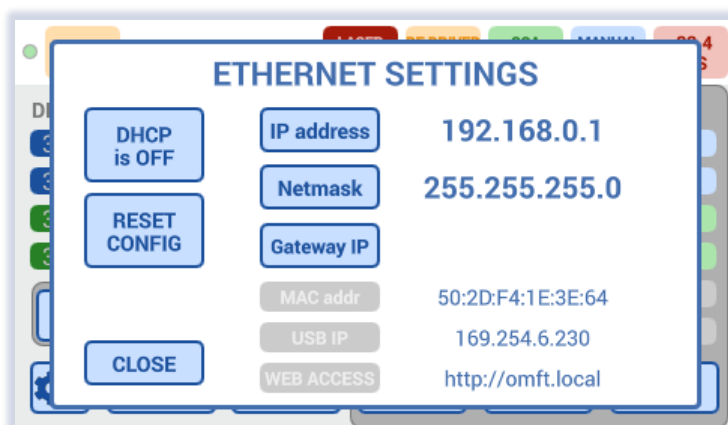 ETHERNET SETTINGS
DHCP
is OFF
IP address
192.168.0.1
Netmask
255.255.255.0
RESET
CONFIG
Gateway IP
MAC addr
50:2D:F4:1E:3E:64
USB IP
169.254.6.230
CLOSE
WEB ACCESS
http://omft.local